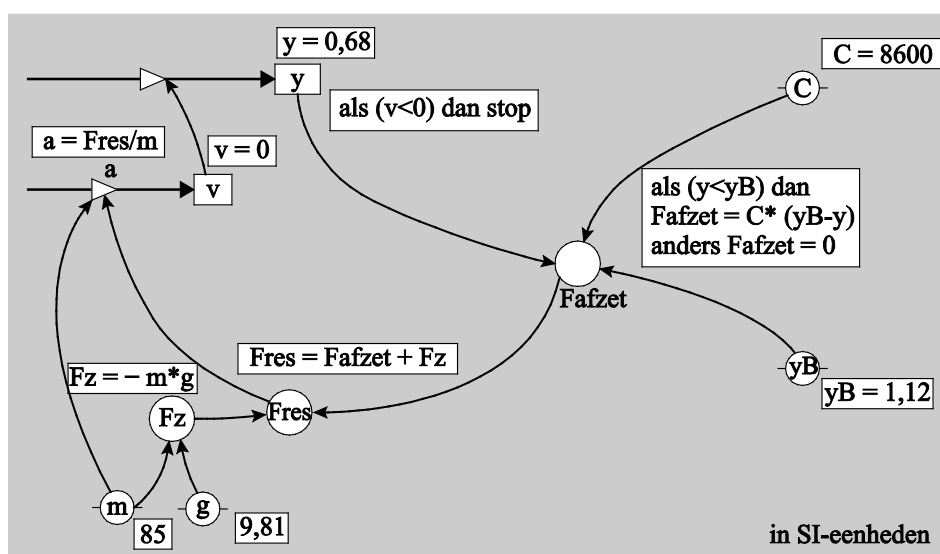 y = 0,68
C = 8600
y
C
als (v<0) dan stop
a = Fres/m
a
v = 0
v
als (y<yB) dan
Fafzet = C* (yB-y)
anders Fafzet = 0
Fafzet
Fres = Fafzet + Fz
Fz = – m*g
yB
yB = 1,12
Fz
Fres
m
g
85
9,81
in SI-eenheden